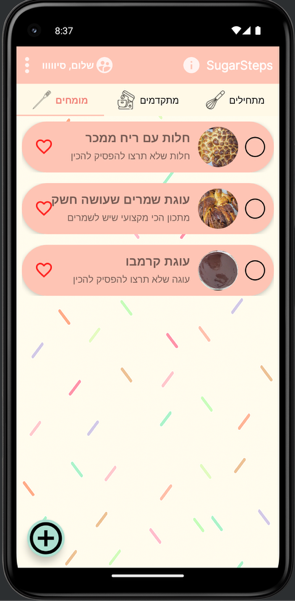 8:37
SugarSteps
שלום, סיווווו
מתחילים
מתקדמים
מומחים
חלות עם ריח ממכר
חלות שלא תרצו להפסיק להכין
עוגת שמרים שעושה חשק
מתכון הכי מקצועי שיש לשמרים
עוגת קרמבו
עוגה שלא תרצו להפסיק להכין